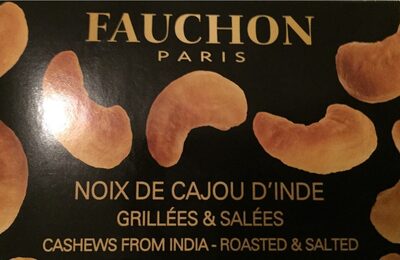 FAUCHON
PARIS
NOIX DE CAJOU D'INDE
GRILLÉES & SALÉES
CASHEWS FROM INDIA - ROASTED & SALTED